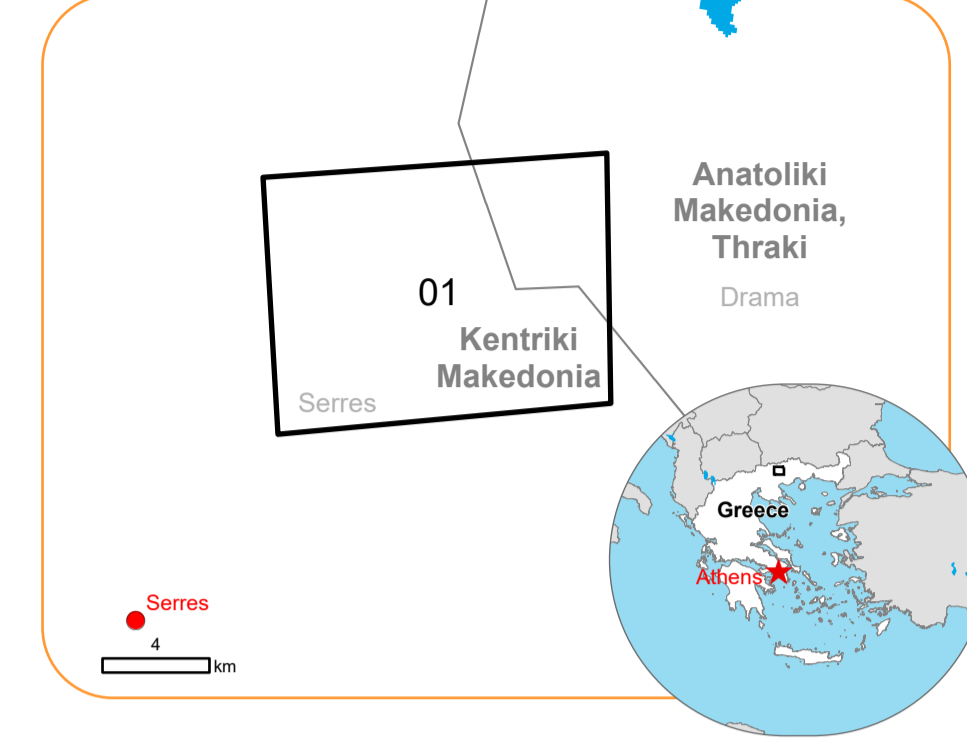 Anatoliki
Makedonia,
Thraki
Drama
01
Kentriki
Makedonia
Serres
Greece
Athens
Serres
4
km